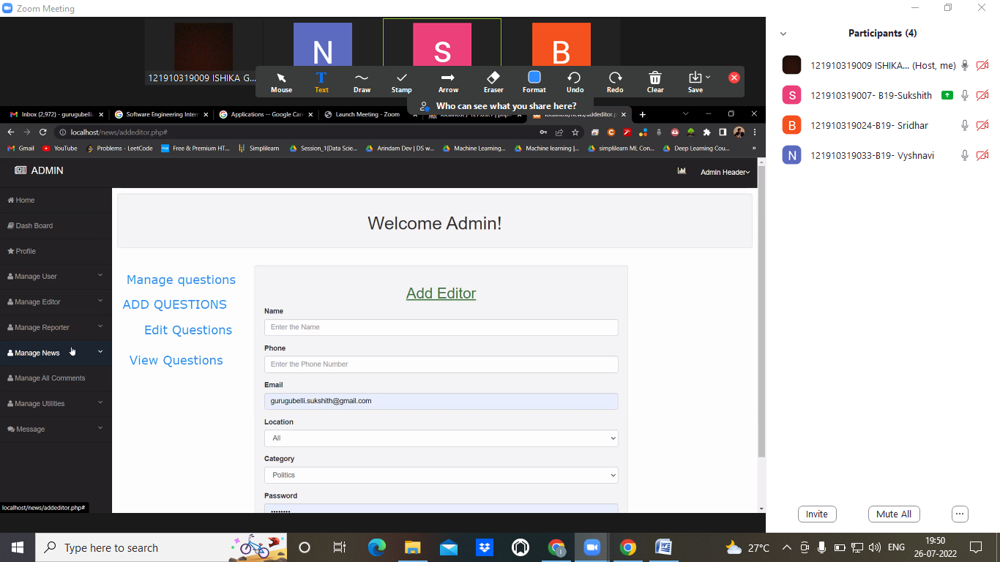 Zoom Meeting
N
S
B
121910319009 ISHIKA G...
Mouse
Text
Draw
Stamp
Arrow
Eraser
Format
Undo
Redo
Clear
Save
Who can see what you share here?
Inbox (2,972) - gurugubelli.
Software Engineering Inter
Applications -- Google Car
Launch Meeting - Zoom
localhost/news/addeditor.p
localhost/news/addeditor.php#
Gmail
YouTube
Problems - LeetCode
Free & Premium HT...
Simplilearn
Session_1(Data Scie...
Arindam Dev | DS w...
Machine Learning...
Machine learning |...
simplilearn ML Con...
Deep Learning Cou...
»
ADMIN
Admin Header
Home
Dash Board
Profile
Manage User
Manage Editor
Manage Reporter
Manage News
Manage All Comments
Manage Utilities
Message
Welcome Admin!
Manage questions
ADD QUESTIONS
Edit Questions
View Questions
Add Editor
Name
Enter the Name
Phone
Enter the Phone Number
Email
gurugubelli.sukshith@gmail.com
Location
All
Category
Politics
Password
••••••••
localhost/news/addeditor.php#
Participants (4)
121910319009 ISHIKA... (Host, me)
S
121910319007- B19-Sukshith
B
121910319024-B19- Sridhar
N
121910319033-B19- Vyshnavi
Invite
Mute All
...
Type here to search
27°C
ENG
19:50
26-07-2022